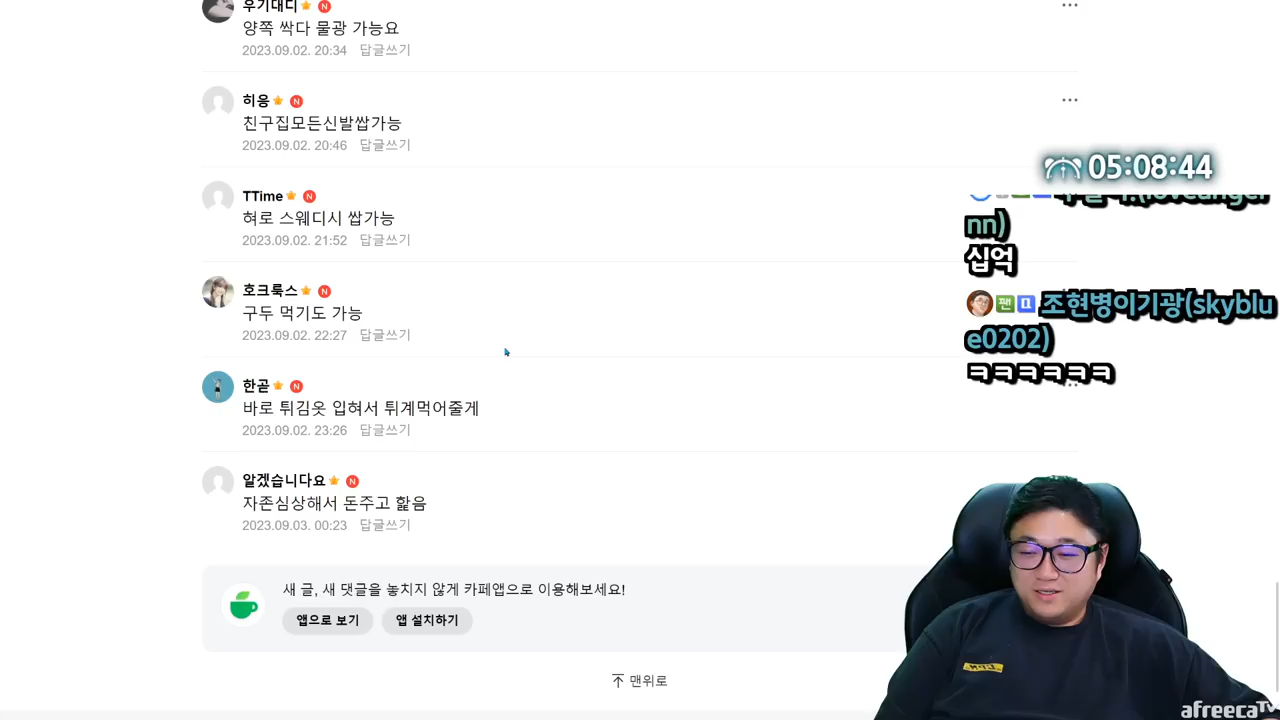 우기대디
양쪽 싹다 물광 가능요
2023.09.02. 20:34 답글쓰기
히응
친구집모든신발쌉가능
2023.09.02. 20:46 답글쓰기
TTime
혀로 스웨디시 쌉가능
2023.09.02. 21:52 답글쓰기
호크룩스
구두 먹기도 가능
2023.09.02. 22:27 답글쓰기
한곧
바로 튀김옷 입혀서 튀계먹어줄게
2023.09.02. 23:26 답글쓰기
알겠습니다요
자존심상해서 돈주고 핥음
2023.09.03. 00:23 답글쓰기
새 글, 새 댓글을 놓치지 않게 카페앱으로 이용해보세요!
앱으로 보기 앱 설치하기
맨위로
05:08:44
nn)
십억
팬 조현병이기광(skyblu
e0202)
ㅋㅋㅋㅋㅋㅋ
afreecaTV